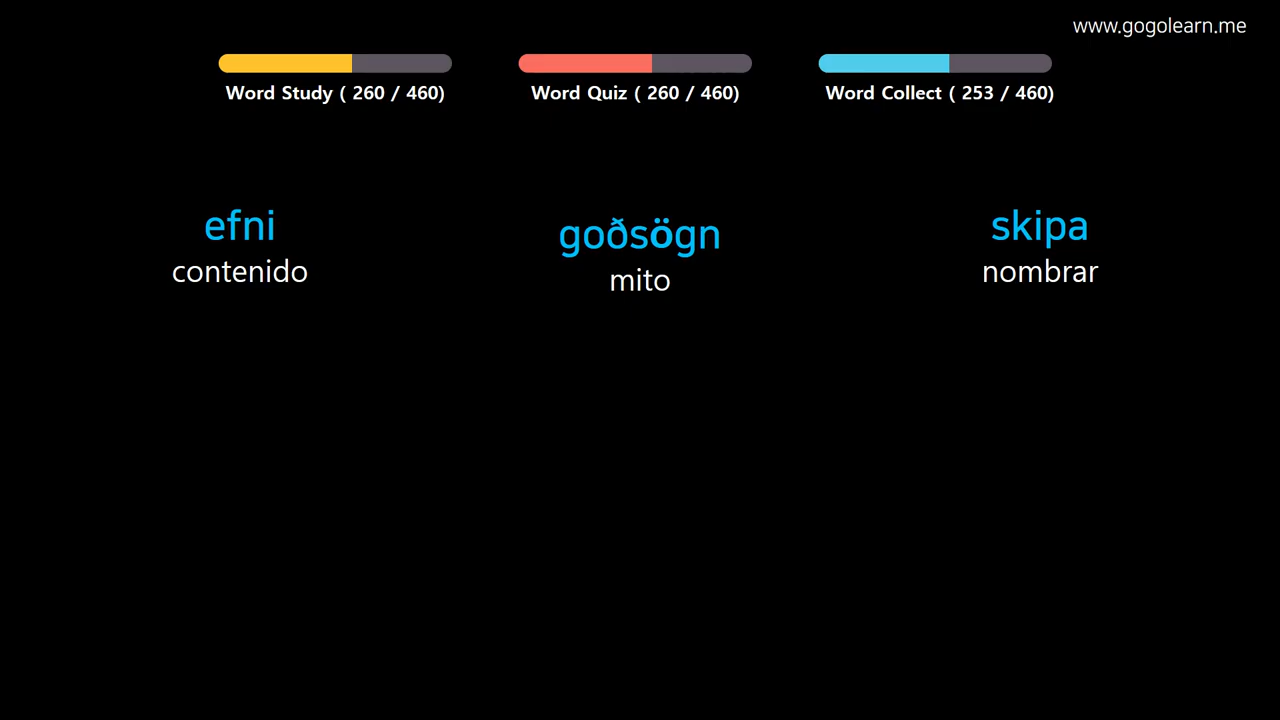 www.gogolearn.me
Word Study ( 260 / 460)
Word Quiz ( 260 / 460)
Word Collect ( 253 / 460)
efni
contenido
goðsögn
mito
skipa
nombrar